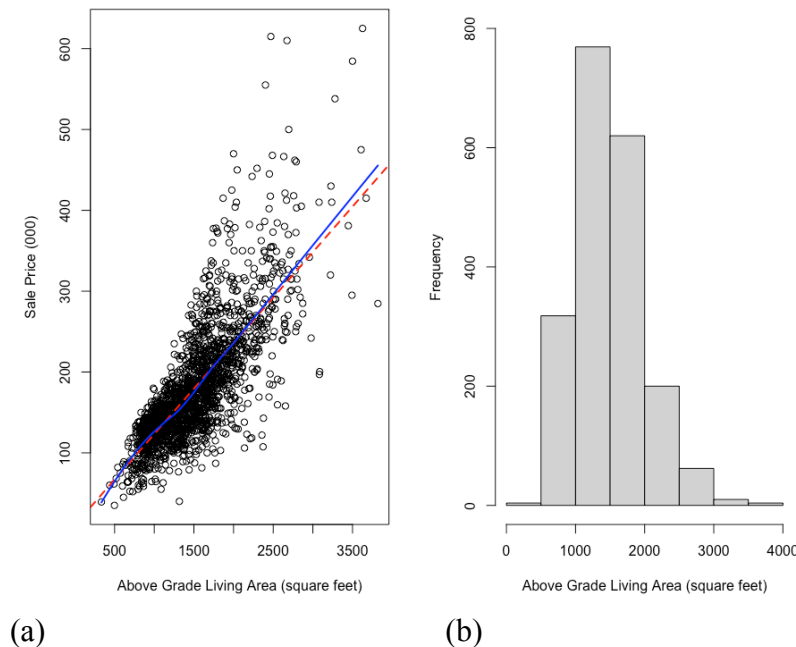 600
500
400
300
200
100
Sale Price (000)
500 1500 2500 3500
Above Grade Living Area (square feet)
(a)
800
600
400
200
0
Frequency
0 1000 2000 3000 4000
Above Grade Living Area (square feet)
(b)